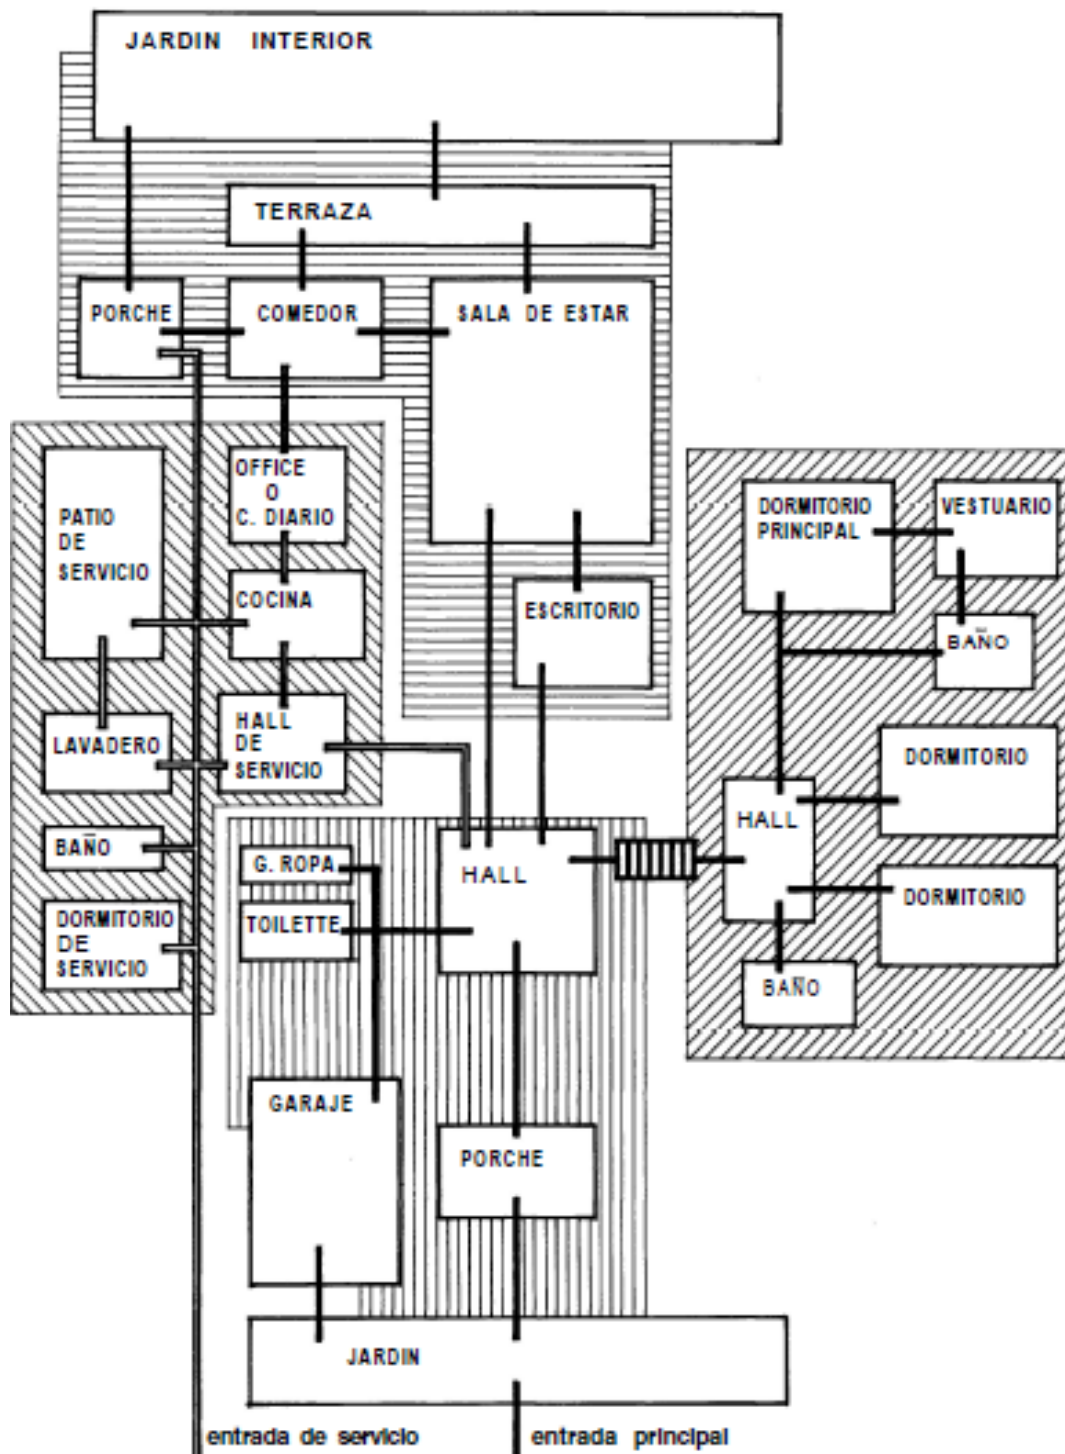 JARDIN INTERIOR
TERRAZA
PORCHE
COMEDOR
SALA DE ESTAR
OFFICE
O
C. DIARIO
PATIO
DE
SERVICIO
COCINA
ESCRITORIO
DORMITORIO
PRINCIPAL
VESTUARIO
BAÑO
LAVADERO
HALL
DE
SERVICIO
DORMITORIO
HALL
BAÑO
G. ROPA
HALL
DORMITORIO
TOILETTE
DORMITORIO
DE
SERVICIO
BAÑO
GARAJE
PORCHE
JARDIN
entrada de servicio
entrada principal